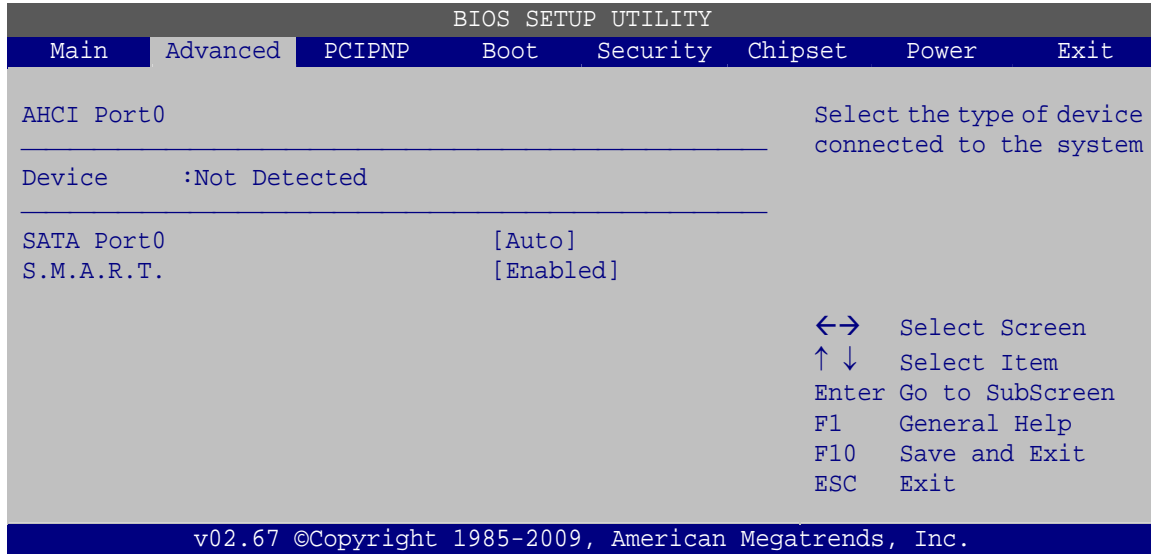 BIOS SETUP UTILITY
Main Advanced PCIPNP Boot Security Chipset Power Exit
AHCI Port0
Device :Not Detected
SATA Port0 [Auto]
S.M.A.R.T. [Enabled]
Select the type of device
connected to the system
←→ Select Screen
↑ ↓ Select Item
Enter Go to SubScreen
F1 General Help
F10 Save and Exit
ESC Exit
v02.67 ©Copyright 1985-2009, American Megatrends, Inc.